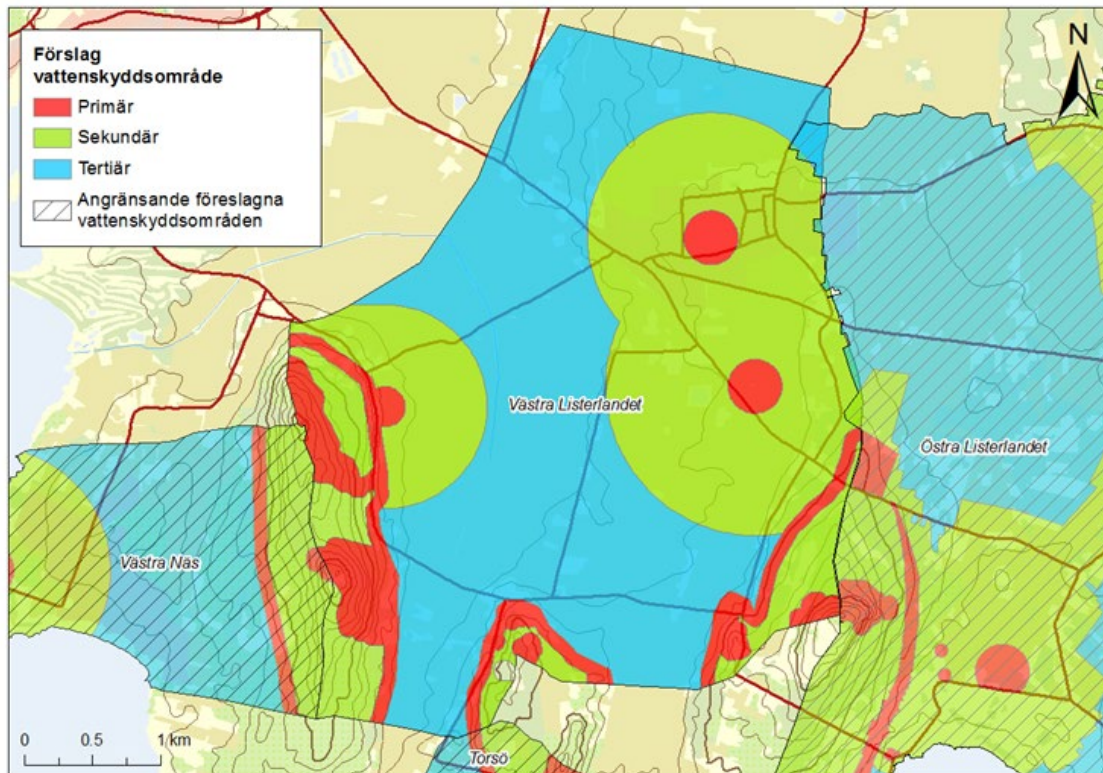 Förslag
vattenskyddsområde
Primär
Sekundär
Tertiär
Angränsande föreslagna
vattenskyddsområden
N
Västra Listerlandet
Östra Listerlandet
Västra Näs
Torsö
0 0.5 1 km